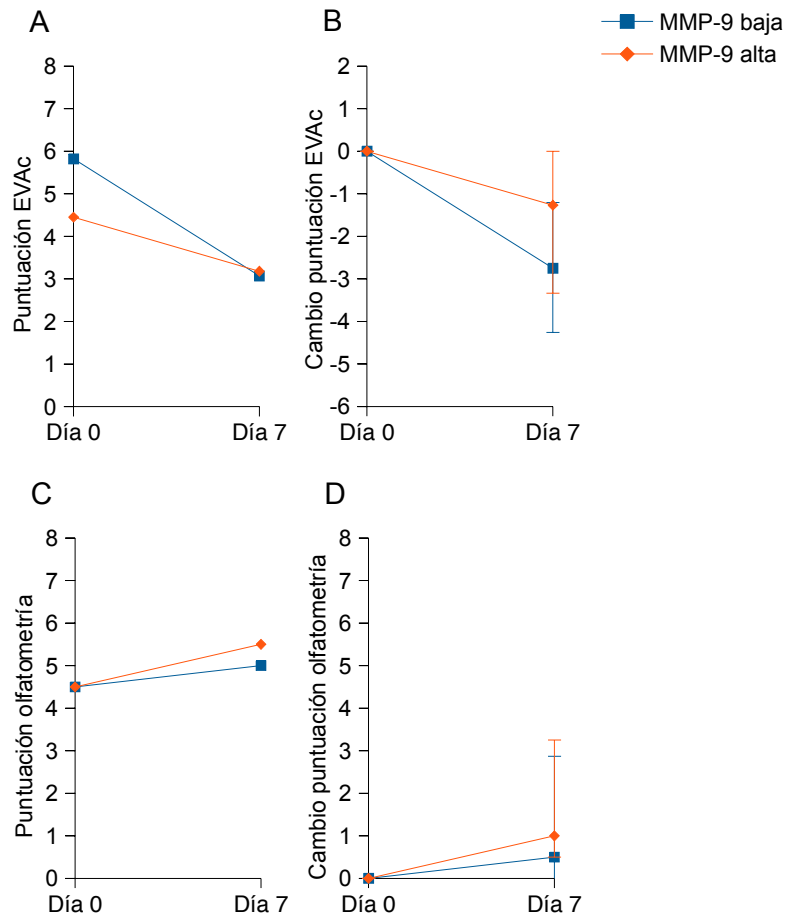 A
B
MMP-9 baja
MMP-9 alta
Puntuación EVAc
8
7
6
5
4
3
2
1
0
Día 0
Día 7
Cambio puntuación EVAc
2
1
0
-1
-2
-3
-4
-5
-6
Día 0
Día 7
C
D
Puntuación olfatometría
8
7
6
5
4
3
2
1
0
Día 0
Día 7
Cambio puntuación olfatometría
8
7
6
5
4
3
2
1
0
Día 0
Día 7